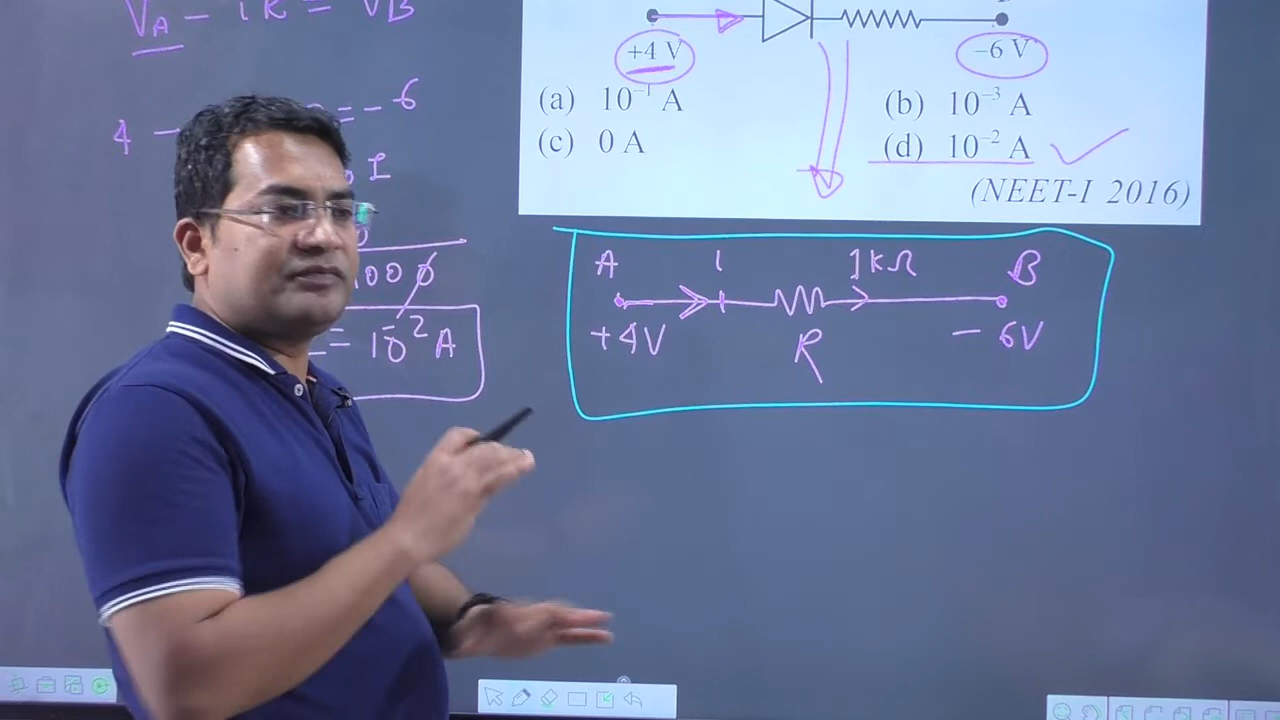 V_A – iR = V_B
4 – = – 6
I
+4 V
–6 V
(a) 10⁻¹ A
(b) 10⁻³ A
(c) 0 A
(d) 10⁻² A
(NEET-I 2016)
A 1kΩ B
+4V R – 6V
1000
= 10⁻² A